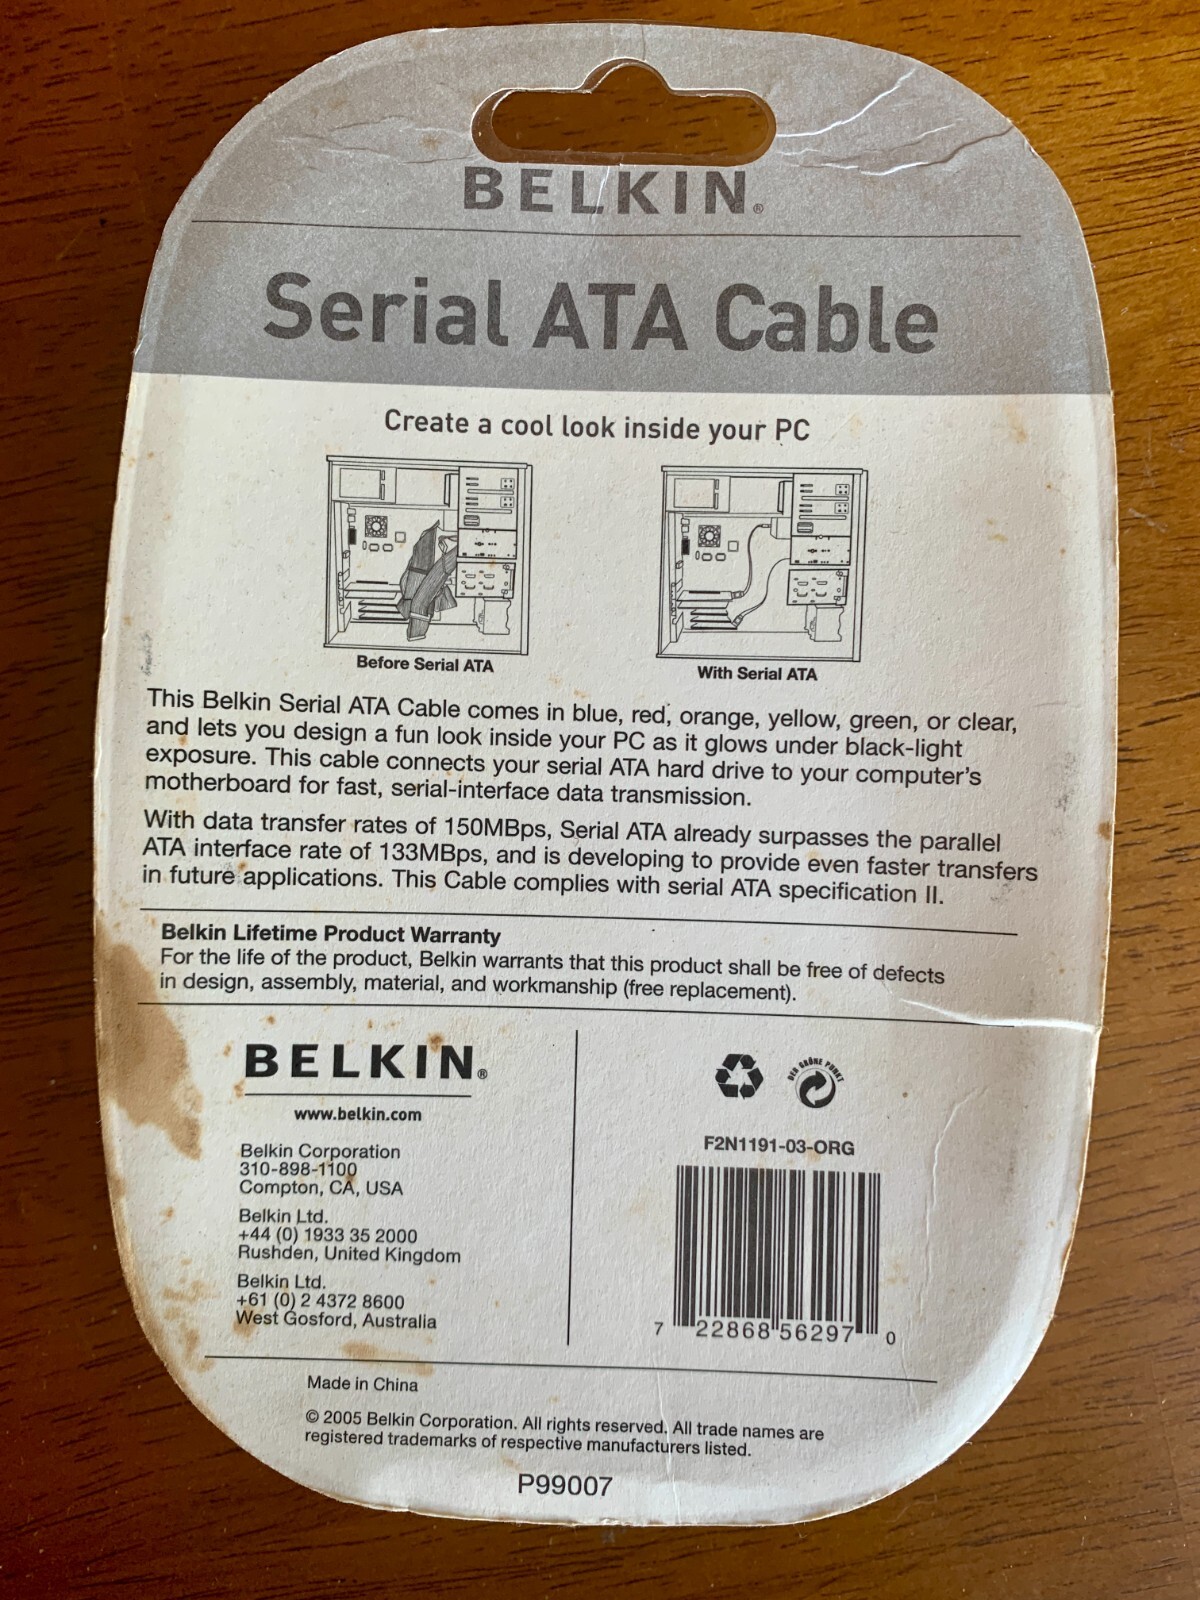 BELKIN®
Serial ATA Cable
Create a cool look inside your PC
Before Serial ATA
With Serial ATA
This Belkin Serial ATA Cable comes in blue, red, orange, yellow, green, or clear,
and lets you design a fun look inside your PC as it glows under black-light
exposure. This cable connects your serial ATA hard drive to your computer's
motherboard for fast, serial-interface data transmission.
With data transfer rates of 150MBps, Serial ATA already surpasses the parallel
ATA interface rate of 133MBps, and is developing to provide even faster transfers
in future applications. This Cable complies with serial ATA specification II.
Belkin Lifetime Product Warranty
For the life of the product, Belkin warrants that this product shall be free of defects
in design, assembly, material, and workmanship (free replacement).
BELKIN®
www.belkin.com
Belkin Corporation
310-898-1100
Compton, CA, USA
Belkin Ltd.
+44 (0) 1933 35 2000
Rushden, United Kingdom
Belkin Ltd.
+61 (0) 2 4372 8600
West Gosford, Australia
DER GRÜNE PUNKT
F2N1191-03-ORG
7 22868 56297 0
Made in China
© 2005 Belkin Corporation. All rights reserved. All trade names are
registered trademarks of respective manufacturers listed.
P99007